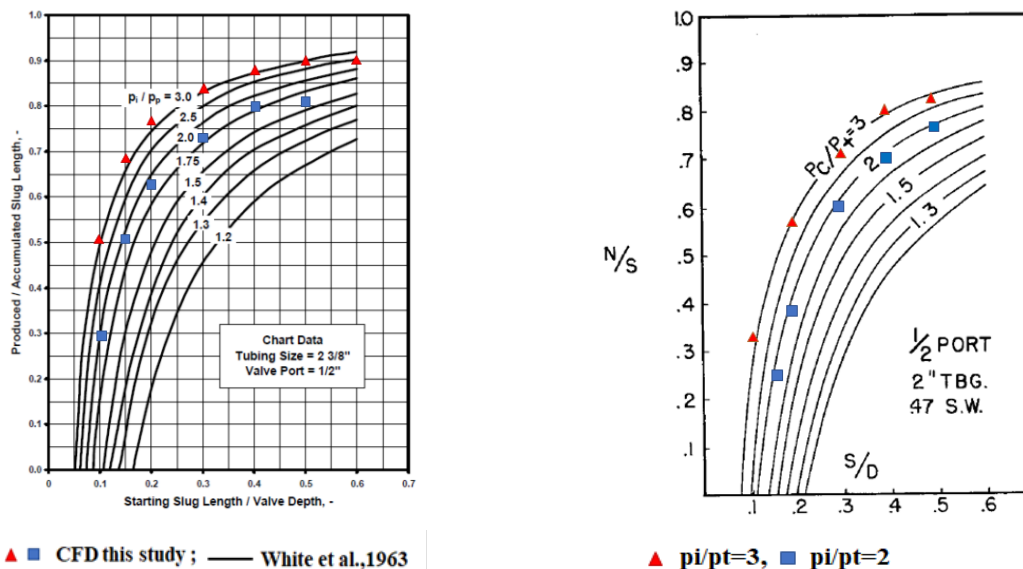 1.0
0.9
0.8
0.7
0.6
0.5
0.4
0.3
0.2
0.1
0.0
Produced / Accumulated Slug Length, -
pi / pp = 3.0
2.5
2.0
1.75
1.5
1.4
1.3
1.2
Chart Data
Tubing Size = 2 3/8"
Valve Port = 1/2"
0.0 0.1 0.2 0.3 0.4 0.5 0.6 0.7
Starting Slug Length / Valve Depth, -
CFD this study ; White et al.,1963
1.0
.9
.8
.7
.6
.5
.4
.3
.2
.1
N/S
PC/Pt=3
2
1.5
1.3
1/2 PORT
2" TBG.
.47 S.W.
S/D
.1 .2 .3 .4 .5 .6
pi/pt=3, pi/pt=2